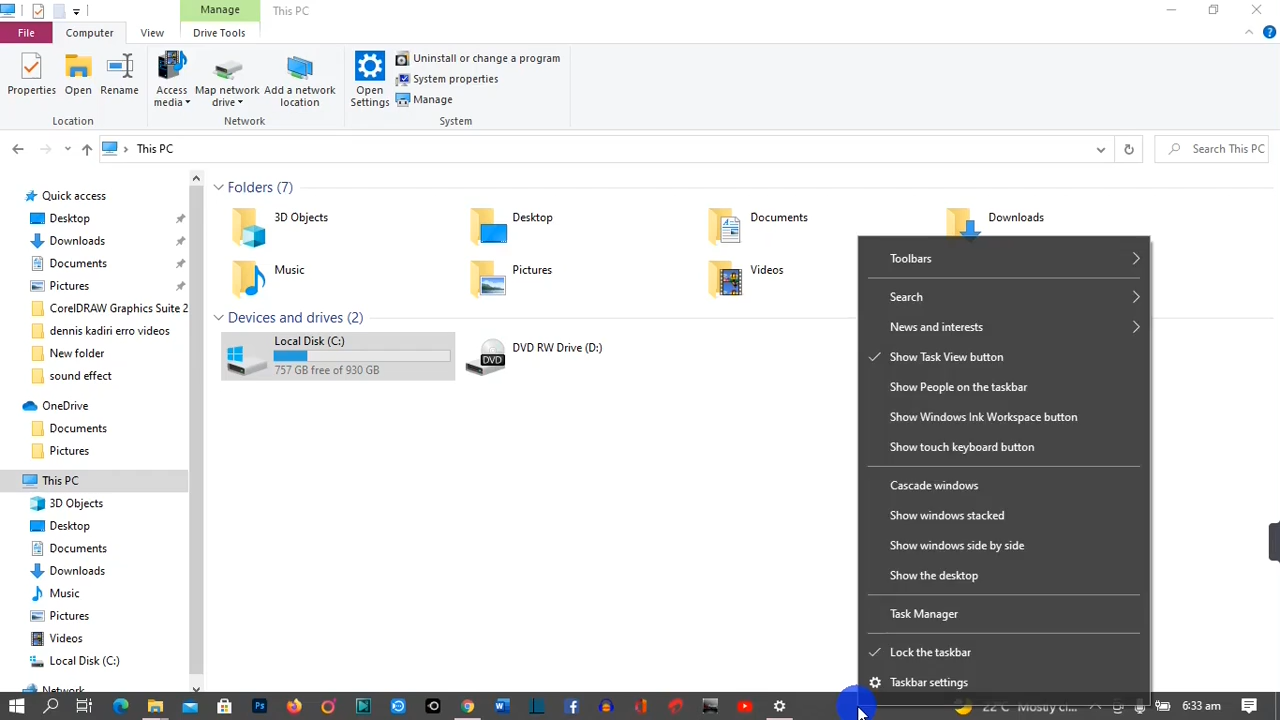 Manage
This PC
File
Computer
View
Drive Tools
Properties
Open
Rename
Access media
Map network drive
Add a network location
Open Settings
Uninstall or change a program
System properties
Manage
Location
Network
System
This PC
Search This PC
Quick access
Desktop
Downloads
Documents
Pictures
CorelDRAW Graphics Suite 2
dennis kadiri erro videos
New folder
sound effect
OneDrive
Documents
Pictures
This PC
3D Objects
Desktop
Documents
Downloads
Music
Pictures
Videos
Local Disk (C:)
Network
Folders (7)
3D Objects
Desktop
Documents
Downloads
Music
Pictures
Videos
Devices and drives (2)
Local Disk (C:)
757 GB free of 930 GB
DVD
DVD RW Drive (D:)
Toolbars
Search
News and interests
Show Task View button
Show People on the taskbar
Show Windows Ink Workspace button
Show touch keyboard button
Cascade windows
Show windows stacked
Show windows side by side
Show the desktop
Task Manager
Lock the taskbar
Taskbar settings
Ps
22°C Mostly cl...
6:33 am